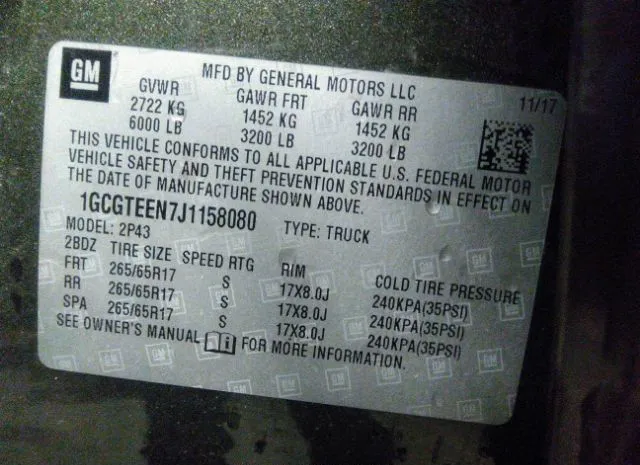 GM
MFD BY GENERAL MOTORS LLC
11/17
GVWR GAWR FRT GAWR RR
2722 KG 1452 KG 1452 KG
6000 LB 3200 LB 3200 LB
THIS VEHICLE CONFORMS TO ALL APPLICABLE U.S. FEDERAL MOTOR
VEHICLE SAFETY AND THEFT PREVENTION STANDARDS IN EFFECT ON
THE DATE OF MANUFACTURE SHOWN ABOVE.
1GCGTEEN7J1158080 TYPE: TRUCK
MODEL: 2P43
2BDZ TIRE SIZE SPEED RTG RIM COLD TIRE PRESSURE
FRT 265/65R17 S 17X8.0J 240KPA(35PSI)
RR 265/65R17 S 17X8.0J 240KPA(35PSI)
SPA 265/65R17 S 17X8.0J 240KPA(35PSI)
SEE OWNER'S MANUAL FOR MORE INFORMATION.